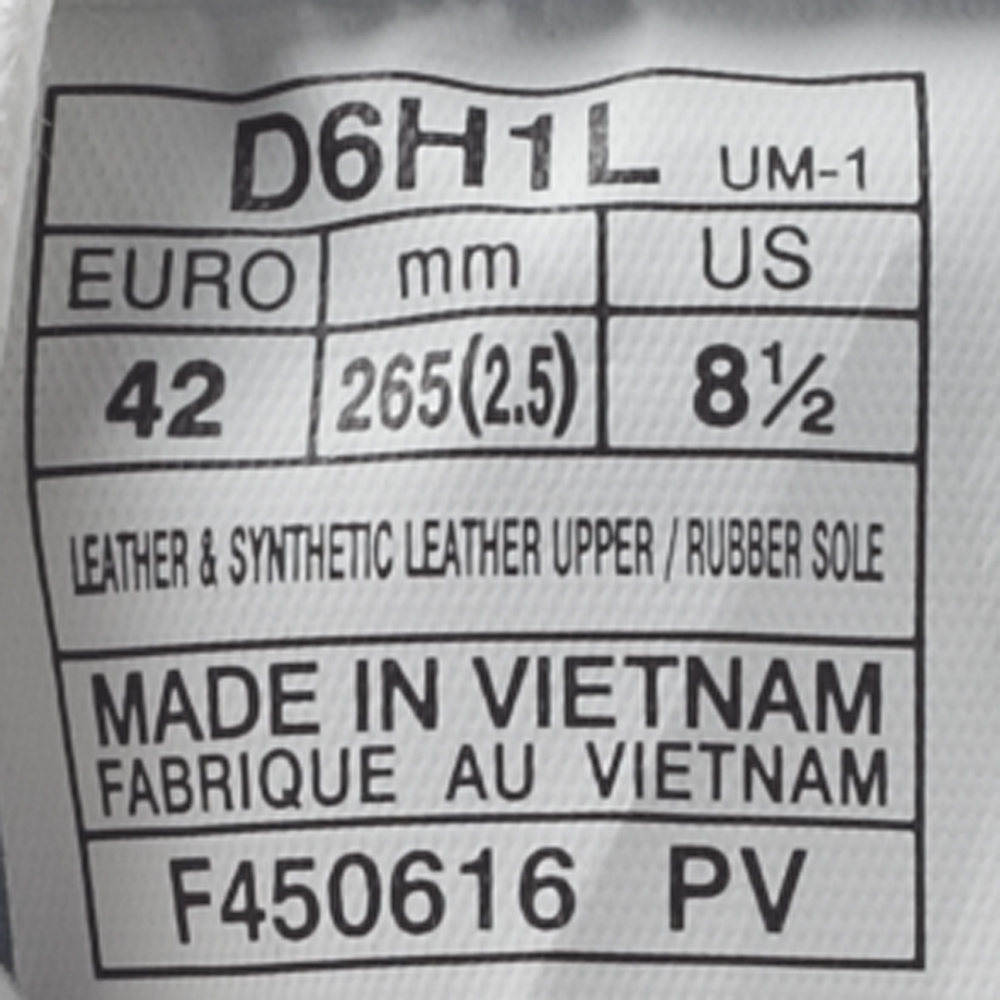 D6H1L UM-1
EURO mm US
42 265(2.5) 8½
LEATHER & SYNTHETIC LEATHER UPPER / RUBBER SOLE
MADE IN VIETNAM
FABRIQUE AU VIETNAM
F450616 PV